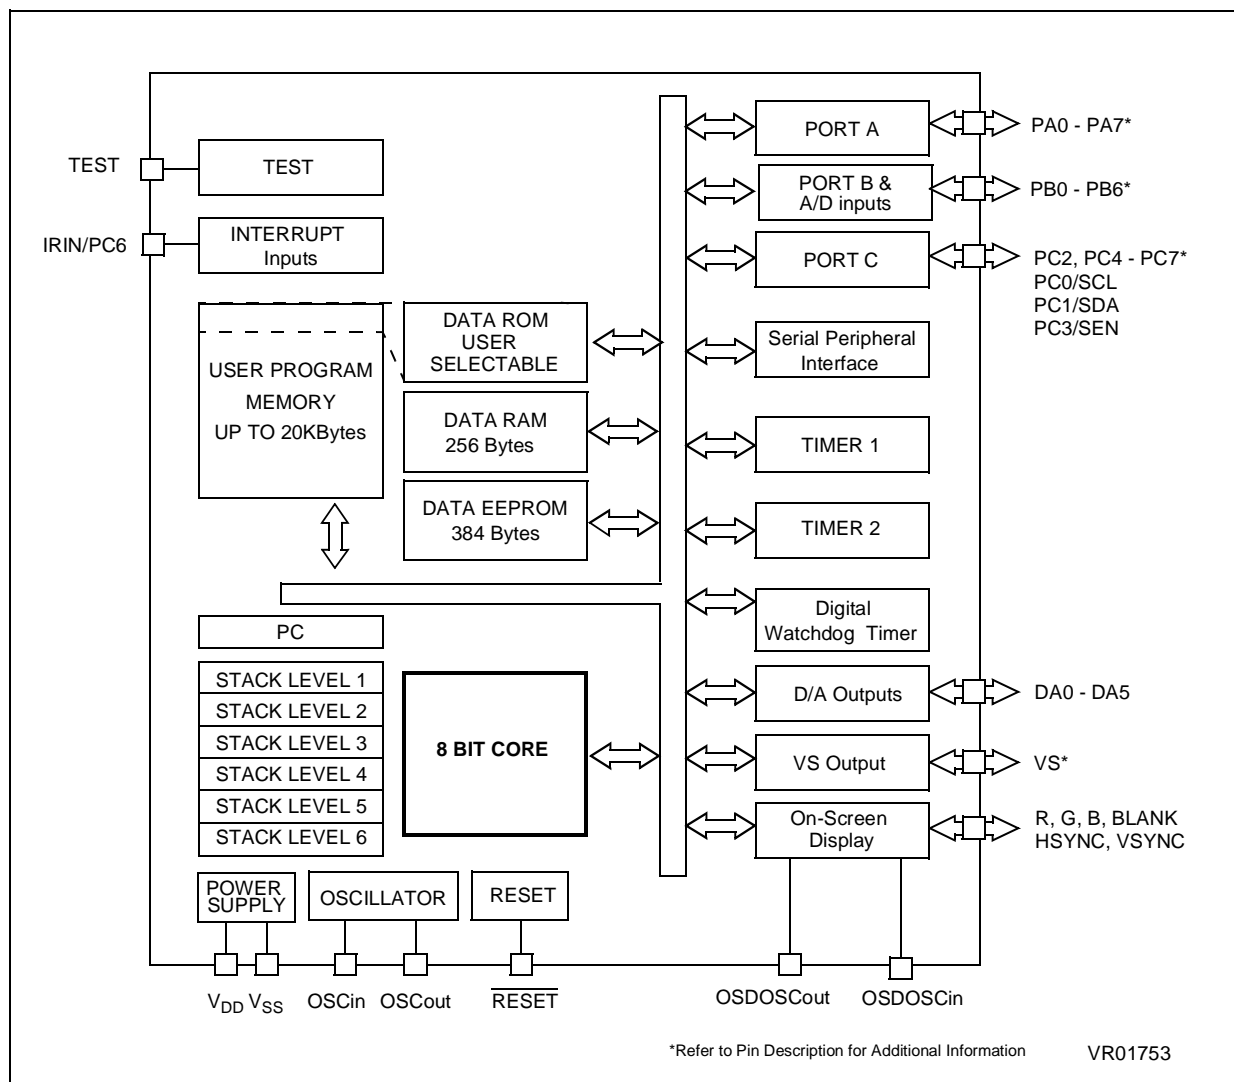 TEST
TEST
IRIN/PC6
INTERRUPT
Inputs
USER PROGRAM
MEMORY
UP TO 20KBytes
DATA ROM
USER
SELECTABLE
DATA RAM
256 Bytes
DATA EEPROM
384 Bytes
PC
STACK LEVEL 1
STACK LEVEL 2
STACK LEVEL 3
STACK LEVEL 4
STACK LEVEL 5
STACK LEVEL 6
8 BIT CORE
POWER
SUPPLY
OSCILLATOR
RESET
VDD VSS
OSCin
OSCout
RESET
PORT A
PA0 - PA7*
PORT B &
A/D inputs
PB0 - PB6*
PORT C
PC2, PC4 - PC7*
PC0/SCL
PC1/SDA
PC3/SEN
Serial Peripheral
Interface
TIMER 1
TIMER 2
Digital
Watchdog Timer
D/A Outputs
DA0 - DA5
VS Output
VS*
On-Screen
Display
R, G, B, BLANK
HSYNC, VSYNC
OSDOSCout
OSDOSCin
*Refer to Pin Description for Additional Information
VR01753